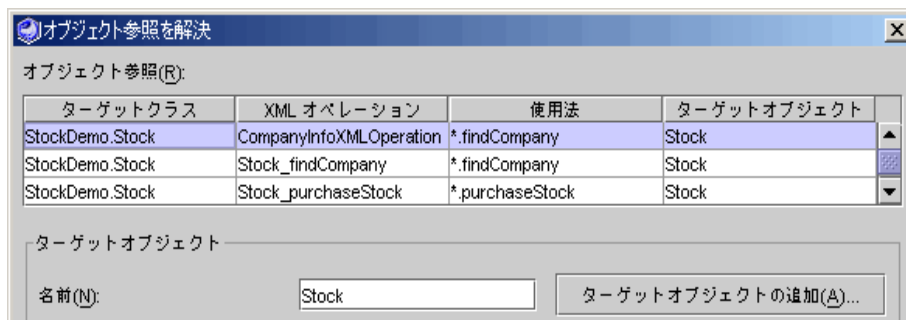 オブジェクト参照を解決
オブジェクト参照(R):
ターゲットクラス XML オペレーション 使用法 ターゲットオブジェクト
StockDemo.Stock CompanyInfoXMLOperation *.findCompany Stock
StockDemo.Stock Stock_findCompany *.findCompany Stock
StockDemo.Stock Stock_purchaseStock *.purchaseStock Stock
ターゲットオブジェクト
名前(N): Stock ターゲットオブジェクトの追加(A)...